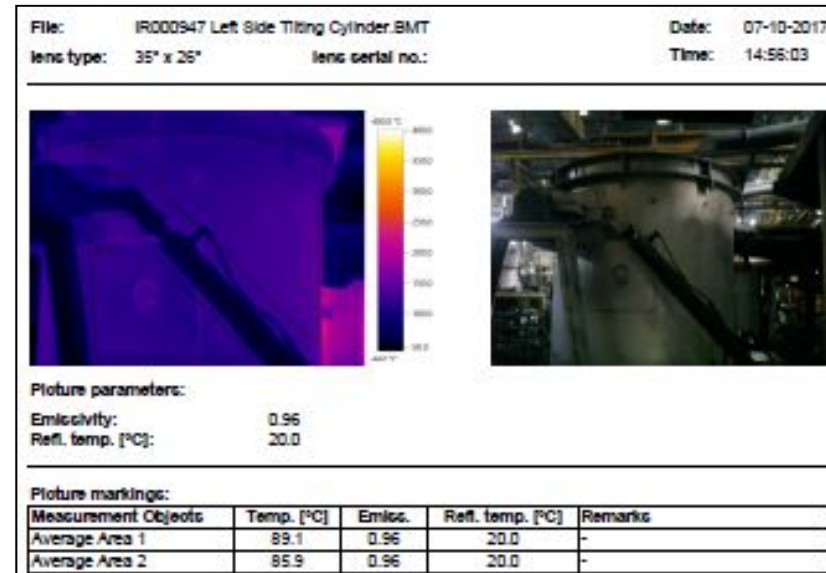 File: IR000947 Left Side Tilting Cylinder.BMT Date: 07-10-2017
lens type: 35° x 26° lens serial no.: Time: 14:56:03
Picture parameters:
Emissivity: 0.96
Refl. temp. [°C]: 20.0
Picture markings:
Measurement Objects Temp. [°C] Emiss. Refl. temp. [°C] Remarks
Average Area 1 89.1 0.96 20.0 -
Average Area 2 85.9 0.96 20.0 -